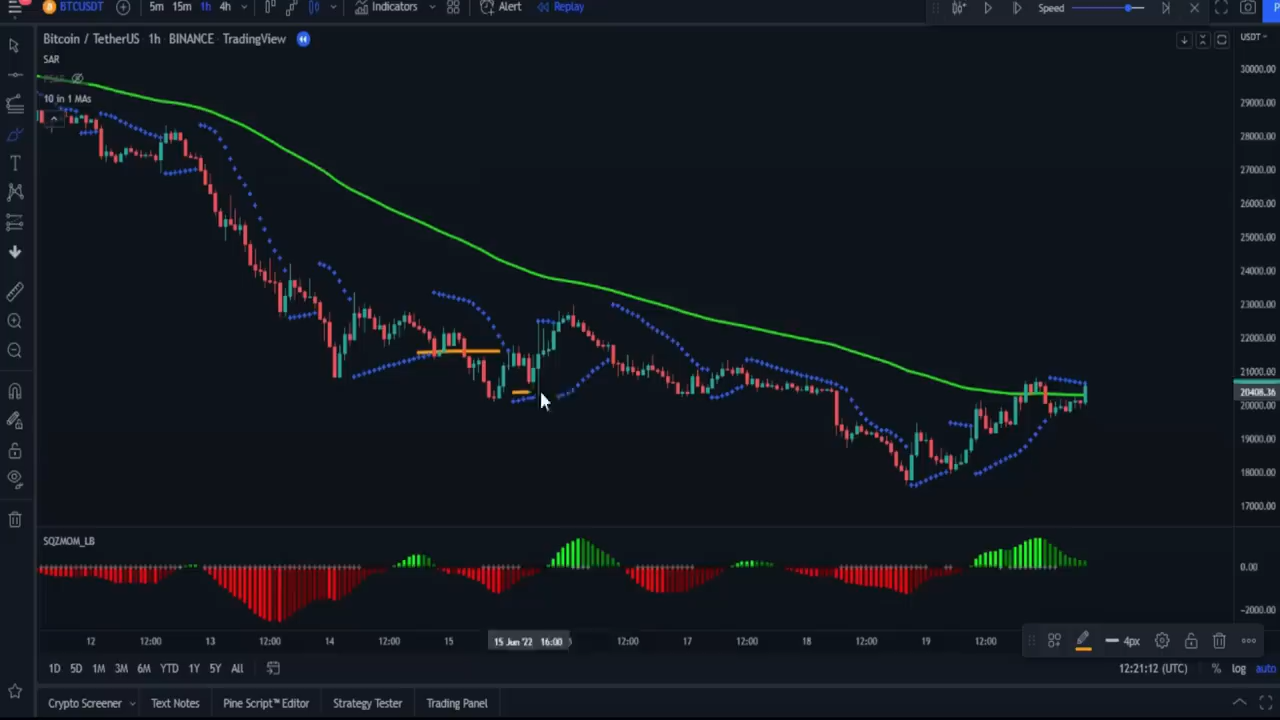 BTCUSDT 5m 15m 1h 4h Indicators Alert Replay Speed
Bitcoin / TetherUS · 1h · BINANCE · TradingView
USDT
SAR
10 in 1 MAs
30000.00
29000.00
28000.00
27000.00
26000.00
25000.00
24000.00
23000.00
22000.00
21000.00
20408.36
20000.00
19000.00
18000.00
17000.00
SQZMOM_LB
0.00
-2000.00
12 12:00 13 12:00 14 12:00 15 15 Jun '22 16:00 12:00 17 12:00 18 12:00 19 12:00
4px
1D 5D 1M 3M 6M YTD 1Y 5Y All
12:21:12 (UTC) % log auto
Crypto Screener Text Notes Pine Script™ Editor Strategy Tester Trading Panel